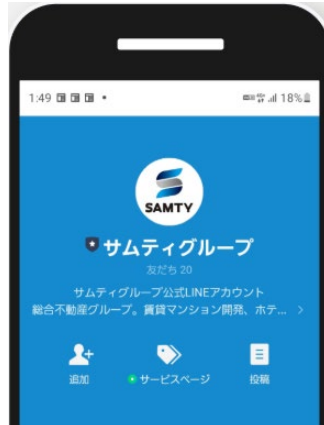 1:49
18%
SAMTY
サムティグループ
友だち 20
サムティグループ公式LINEアカウント
総合不動産グループ。賃貸マンション開発、ホテ...
追加
サービスページ
投稿